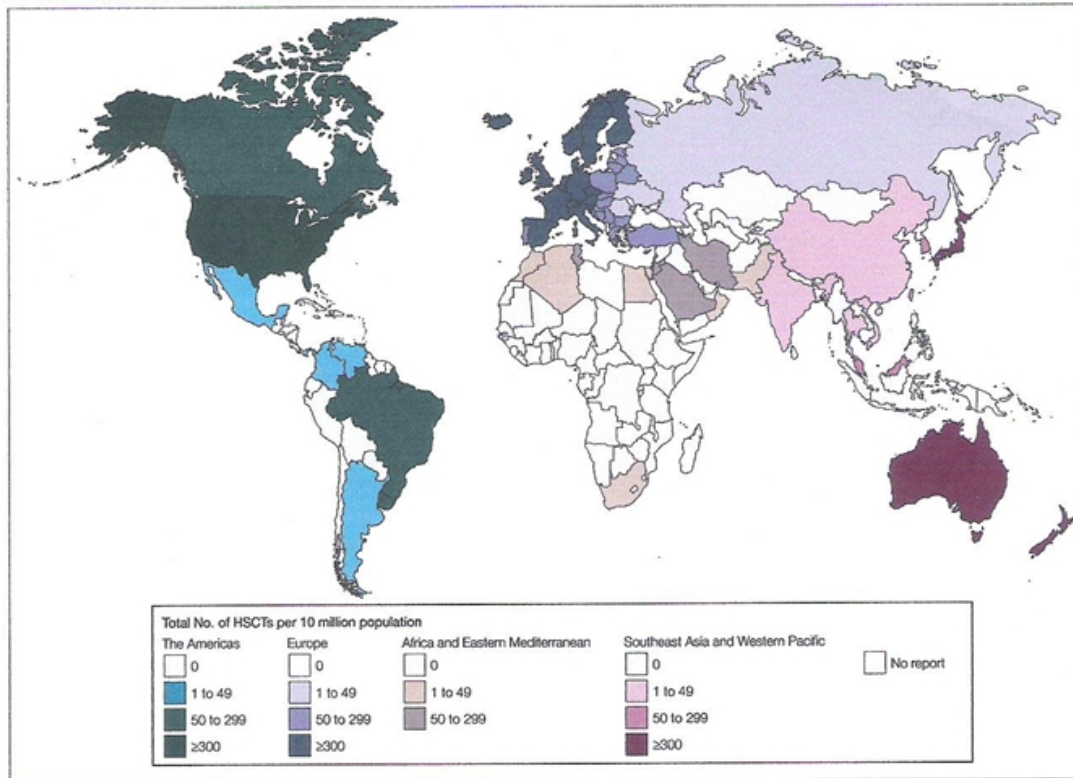 Total No. of HSCTs per 10 million population
The Americas
0
1 to 49
50 to 299
≥300
Europe
0
1 to 49
50 to 299
≥300
Africa and Eastern Mediterranean
0
1 to 49
50 to 299
Southeast Asia and Western Pacific
0
1 to 49
50 to 299
≥300
No report